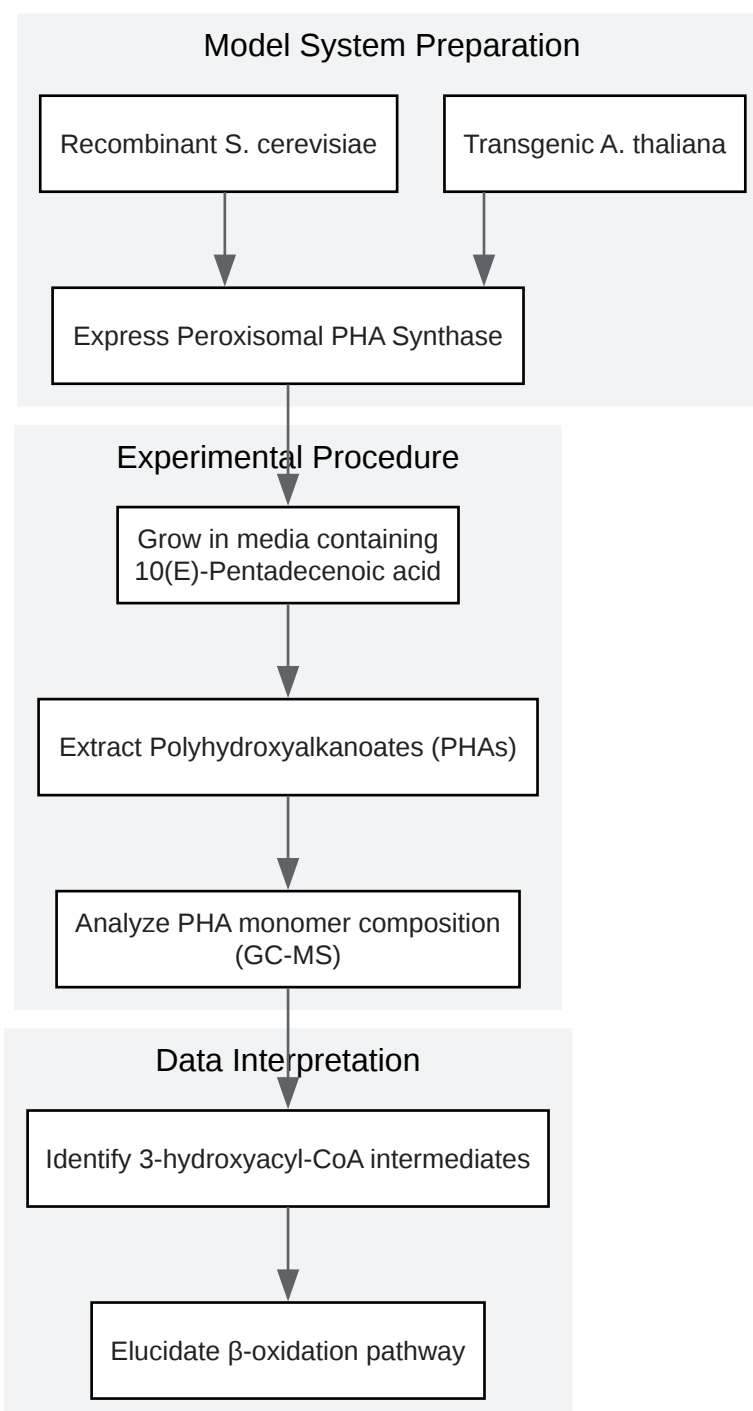 Model System Preparation
Recombinant S. cerevisiae
Transgenic A. thaliana
Express Peroxisomal PHA Synthase
Experimental Procedure
Grow in media containing
10(E)-Pentadecenoic acid
Extract Polyhydroxyalkanoates (PHAs)
Analyze PHA monomer composition
(GC-MS)
Data Interpretation
Identify 3-hydroxyacyl-CoA intermediates
Elucidate β-oxidation pathway